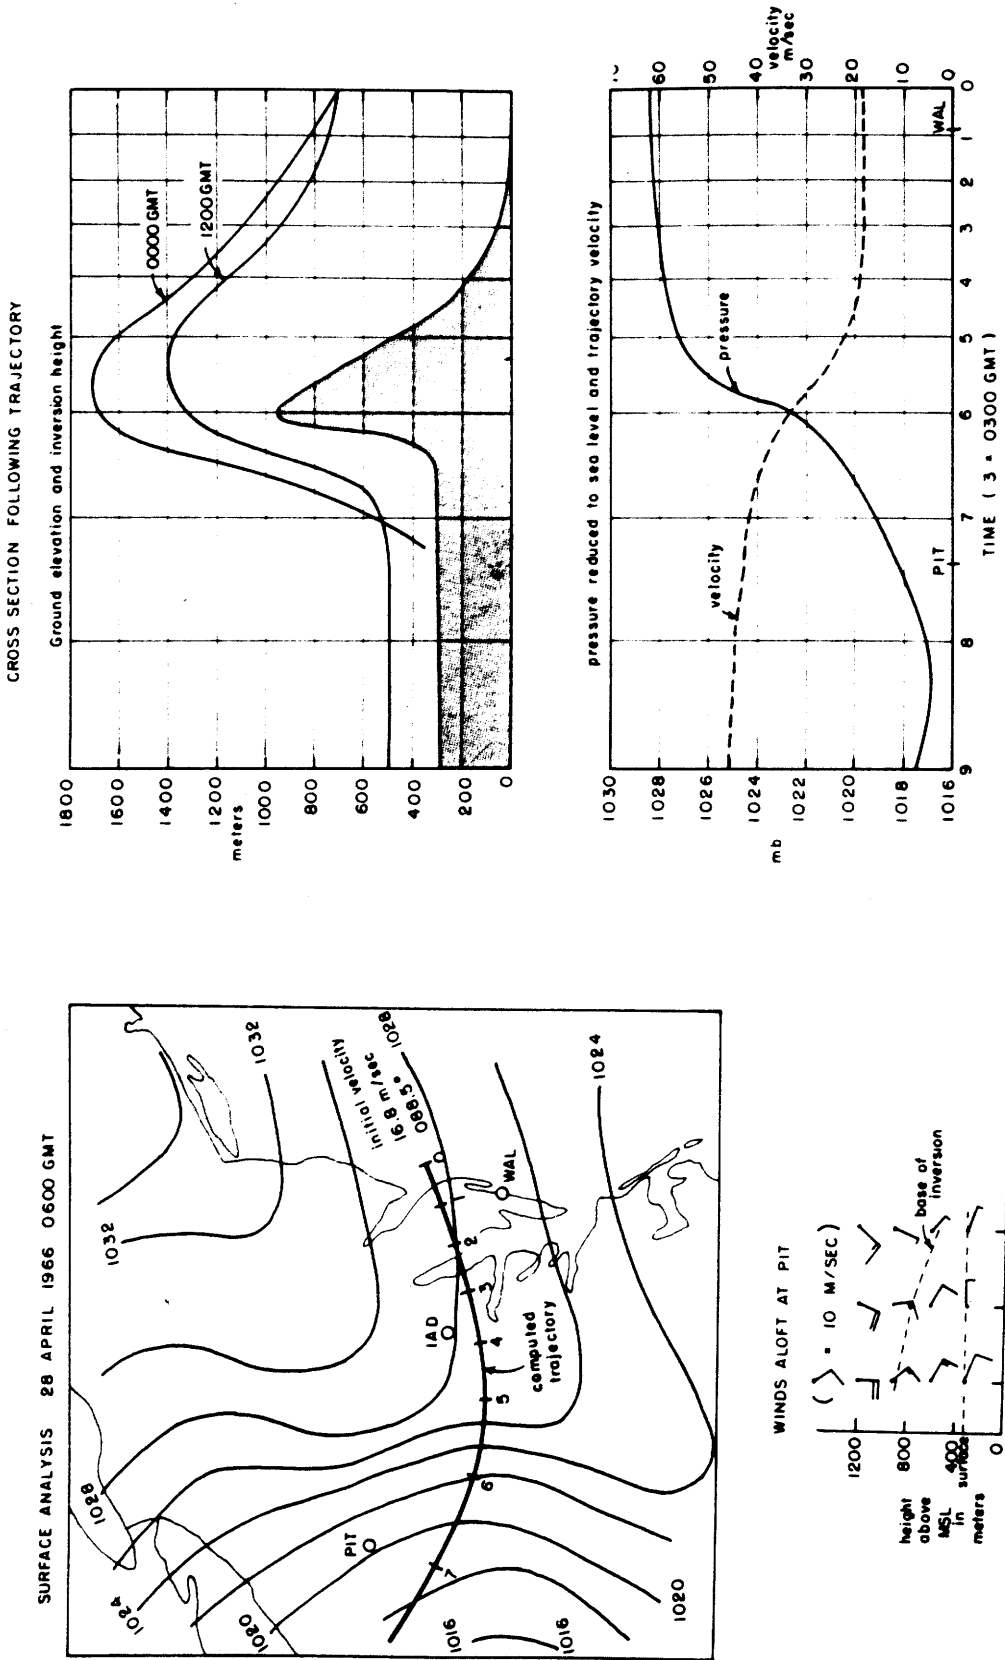 CROSS SECTION FOLLOWING TRAJECTORY
Ground elevation and inversion height
1800
1600
1400
1200
1000
800
600
400
200
0
meters
0000 GMT
1200 GMT
pressure reduced to sea level and trajectory velocity
1030
1028
1026
1024
1022
1020
1018
1016
mb
60
50
40
30
20
10
0
velocity
m/sec
pressure
velocity
PIT
WAL
9
8
7
6
5
4
3
2
1
0
TIME ( 3 = 0300 GMT )
SURFACE ANALYSIS 28 APRIL 1966 0600 GMT
1032
1032
1028
1028
1024
1024
1020
1020
1016
1016
initial velocity
16.8 m/sec
088.5°
IAD
WAL
PIT
computed
trajectory
1
2
3
4
5
6
7
WINDS ALOFT AT PIT
( = 10 M/SEC )
1200
800
400
surface
0
height
above
MSL
in
meters
base of
inversion